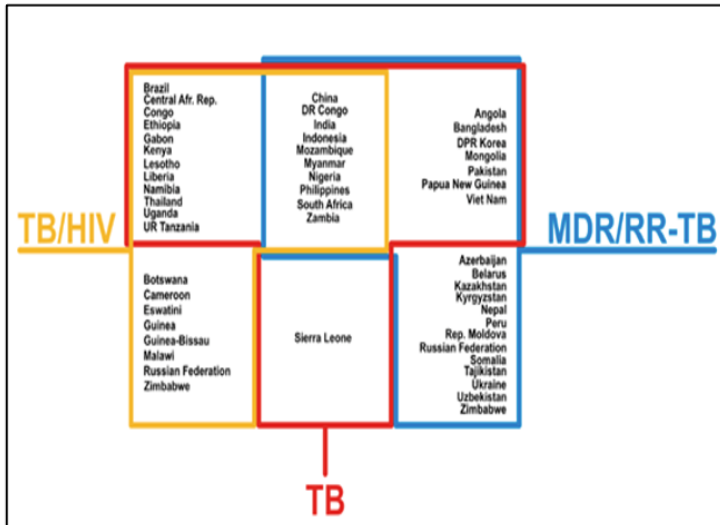 Brazil
Central Afr. Rep.
Congo
Ethiopia
Gabon
Kenya
Lesotho
Liberia
Namibia
Thailand
Uganda
UR Tanzania
China
DR Congo
India
Indonesia
Mozambique
Myanmar
Nigeria
Philippines
South Africa
Zambia
Angola
Bangladesh
DPR Korea
Mongolia
Pakistan
Papua New Guinea
Viet Nam
TB/HIV
MDR/RR-TB
Botswana
Cameroon
Eswatini
Guinea
Guinea-Bissau
Malawi
Russian Federation
Zimbabwe
Sierra Leone
Azerbaijan
Belarus
Kazakhstan
Kyrgyzstan
Nepal
Peru
Rep. Moldova
Russian Federation
Somalia
Tajikistan
Ukraine
Uzbekistan
Zimbabwe
TB